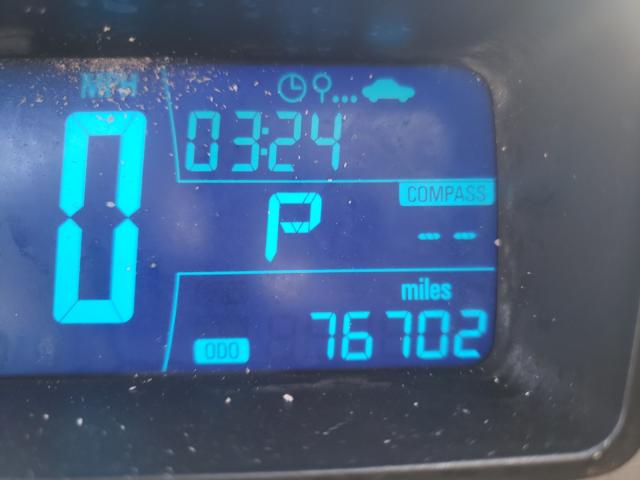 MPH
0
03:24
P
COMPASS
--
miles
ODO 76702